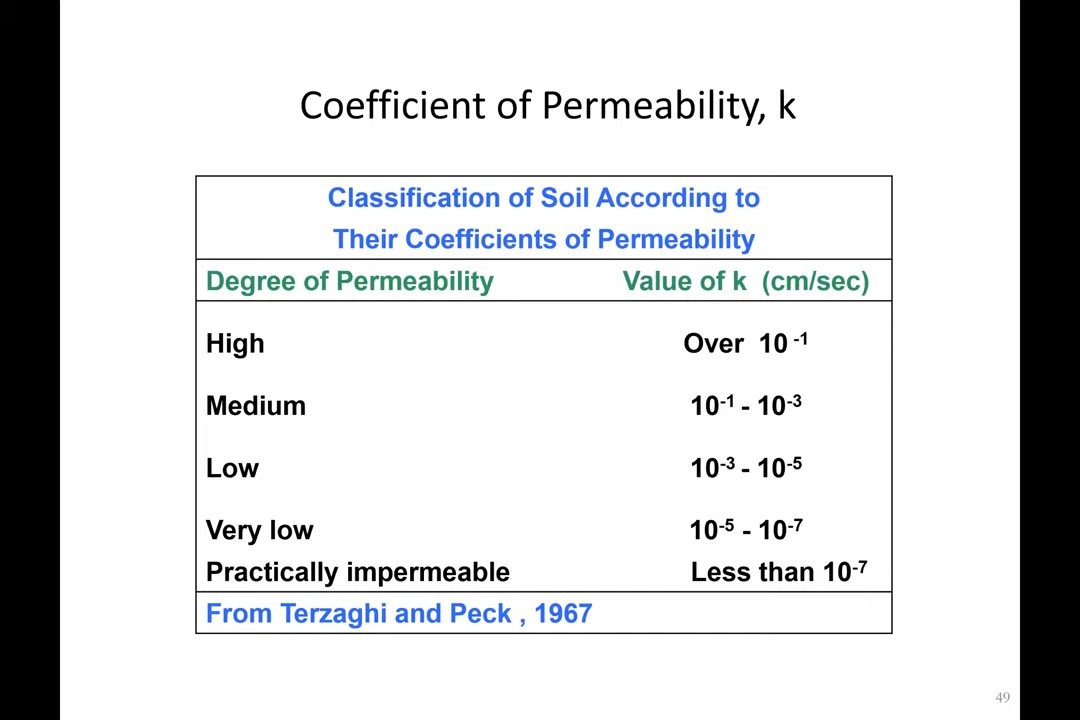 Coefficient of Permeability, k
Classification of Soil According to
Their Coefficients of Permeability
Degree of Permeability Value of k (cm/sec)
High Over 10⁻¹
Medium 10⁻¹ - 10⁻³
Low 10⁻³ - 10⁻⁵
Very low 10⁻⁵ - 10⁻⁷
Practically impermeable Less than 10⁻⁷
From Terzaghi and Peck , 1967
49